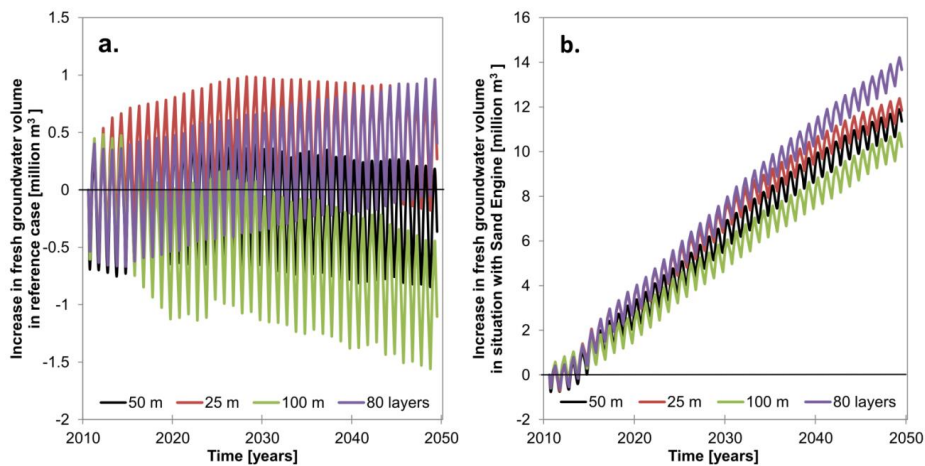 a.
Increase in fresh groundwater volume
in reference case [million m³ ]
1.5
1
0.5
0
-0.5
-1
-1.5
-2
50 m 25 m 100 m 80 layers
2010 2020 2030 2040 2050
Time [years]
b.
Increase in fresh groundwater volume
in situation with Sand Engine [million m³ ]
16
14
12
10
8
6
4
2
0
-2
50 m 25 m 100 m 80 layers
2010 2020 2030 2040 2050
Time [years]